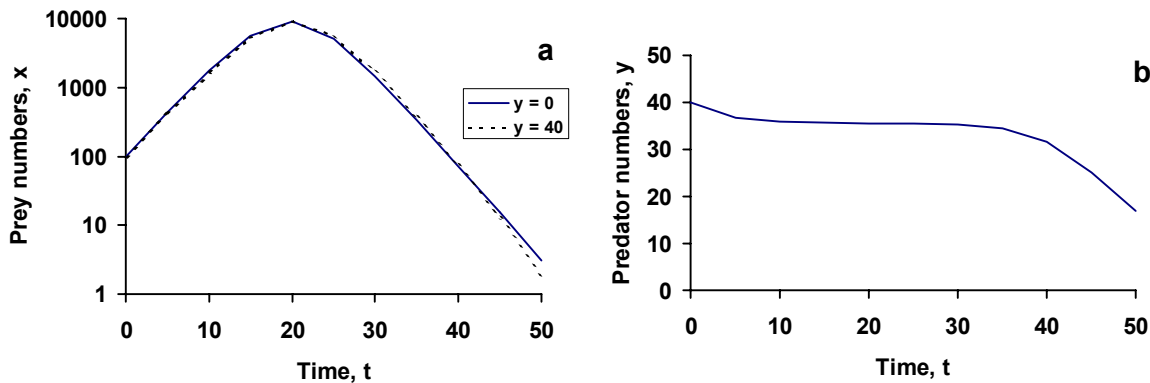 10000
1000
100
10
1
Prey numbers, x
0 10 20 30 40 50
Time, t
a
y = 0
y = 40
50
40
30
20
10
0
Predator numbers, y
0 10 20 30 40 50
Time, t
b